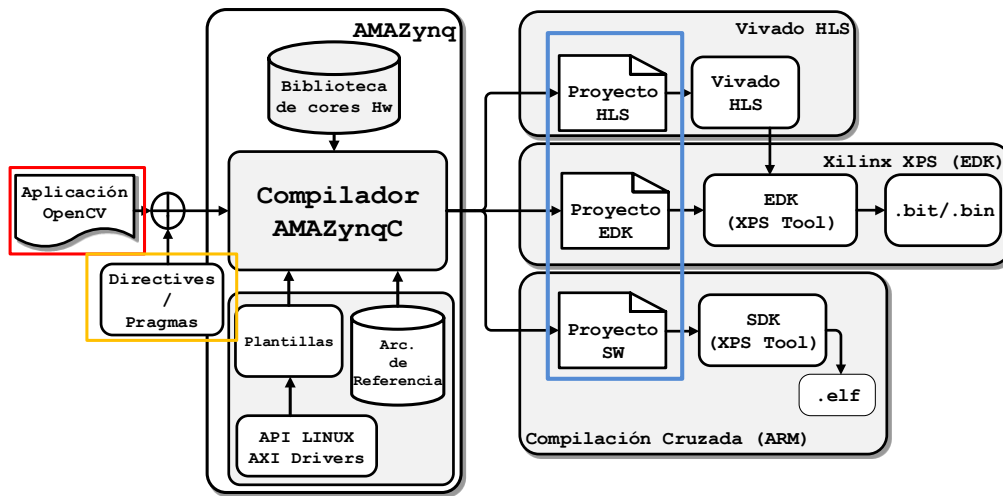 AMAZynq
Biblioteca
de cores Hw
Aplicación
OpenCV
Compilador
AMAZynqC
Directives
/
Pragmas
Plantillas
Arc.
de
Referencia
API LINUX
AXI Drivers
Vivado HLS
Proyecto
HLS
Vivado
HLS
Xilinx XPS (EDK)
Proyecto
EDK
EDK
(XPS Tool)
.bit/.bin
Proyecto
SW
SDK
(XPS Tool)
.elf
Compilación Cruzada (ARM)